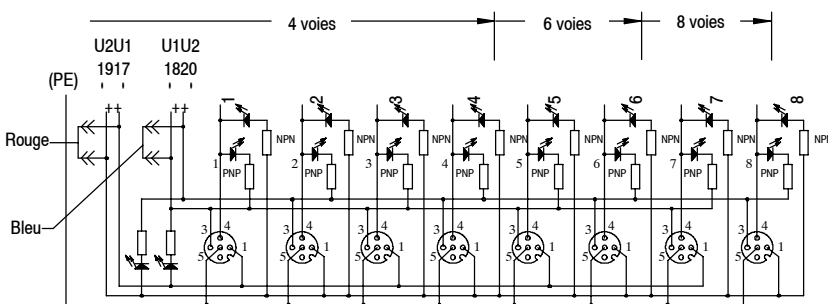 4 voies 6 voies 8 voies
U2U1 U1U2
1917 1820
- - - -
++ ++
(PE)
Rouge
Bleu
1 2 3 4 5 6 7 8
NPN NPN NPN NPN NPN NPN NPN NPN
1 2 3 4 5 6 7 8
PNP PNP PNP PNP PNP PNP PNP PNP
3 4 3 4 3 4 3 4 3 4 3 4 3 4 3 4
5 1 5 1 5 1 5 1 5 1 5 1 5 1 5 1